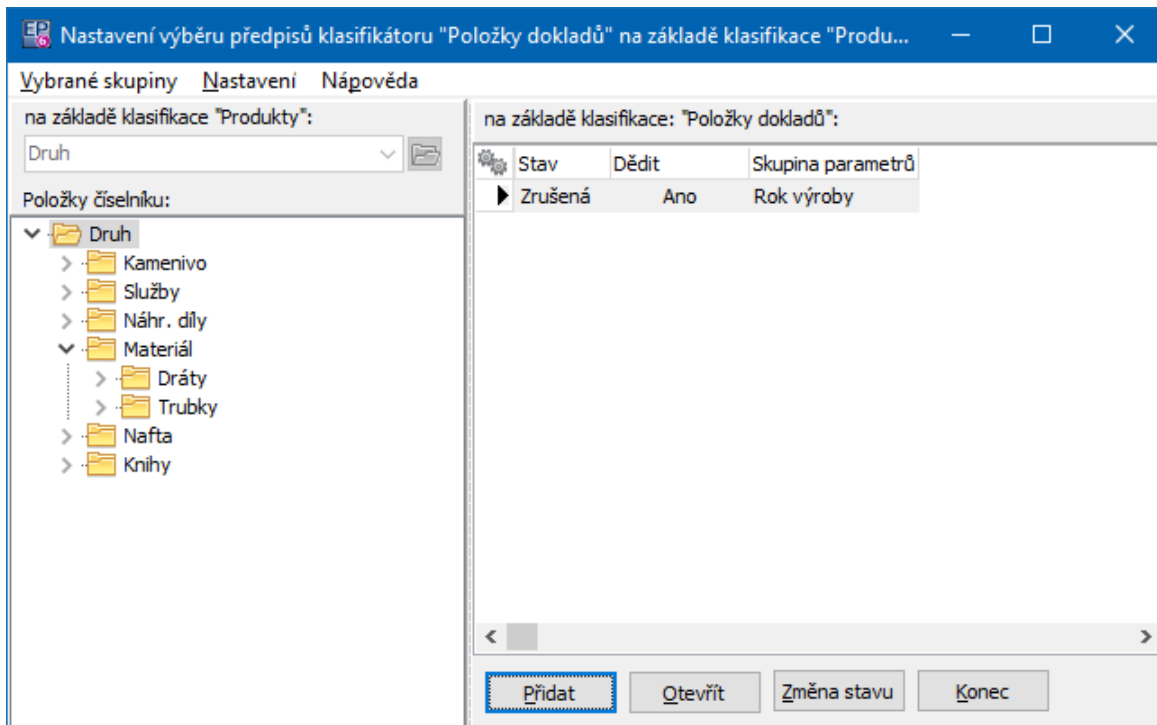 Nastavení výběru předpisů klasifikátoru "Položky dokladů" na základě klasifikace "Produ...
Vybrané skupiny Nastavení Nápověda
na základě klasifikace "Produkty":
Druh
Položky číselníku:
Druh
Kamenivo
Služby
Náhr. díly
Materiál
Dráty
Trubky
Nafta
Knihy
na základě klasifikace: "Položky dokladů":
Stav Dědit Skupina parametrů
Zrušená Ano Rok výroby
Přidat Otevřít Změna stavu Konec